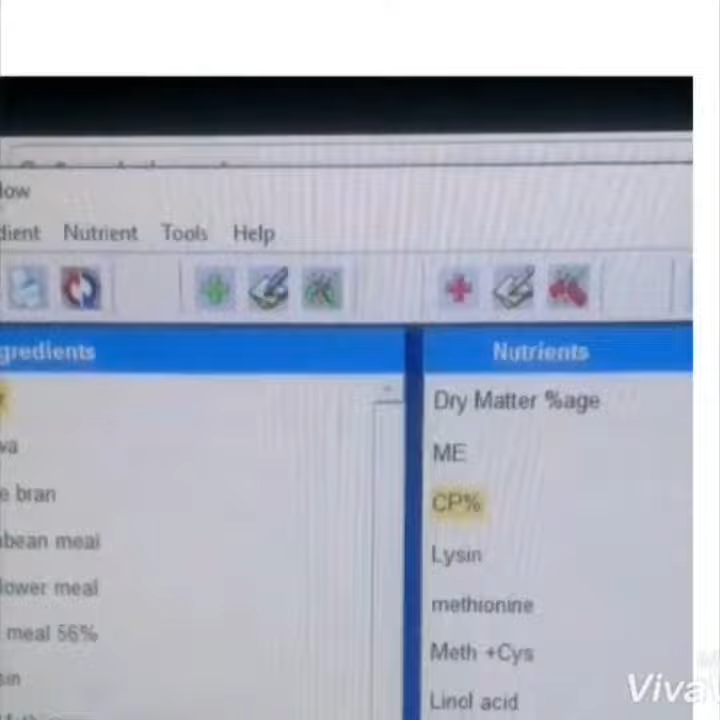 low
dient Nutrient Tools Help
gredients
va
e bran
bean meal
lower meal
meal 56%
sin
Nutrients
Dry Matter %age
ME
CP%
Lysin
methionine
Meth +Cys
Linol acid
Viva